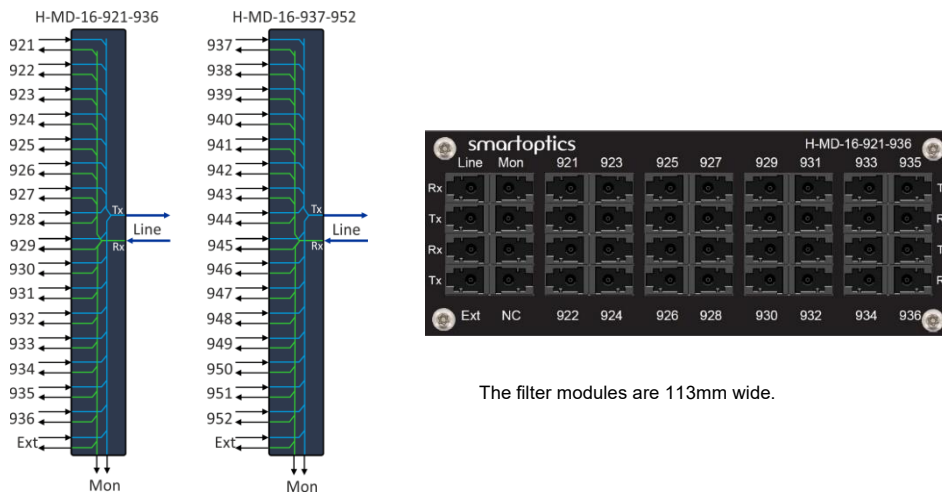 H-MD-16-921-936
921
922
923
924
925
926
927
928
929
930
931
932
933
934
935
936
Ext
Tx
Line
Rx
Mon
H-MD-16-937-952
937
938
939
940
941
942
943
944
945
946
947
948
949
950
951
952
Ext
Tx
Line
Rx
Mon
smartoptics H-MD-16-921-936
Line Mon 921 923 925 927 929 931 933 935
Rx T
Tx R
Rx T
Tx R
Ext NC 922 924 926 928 930 932 934 936
The filter modules are 113mm wide.